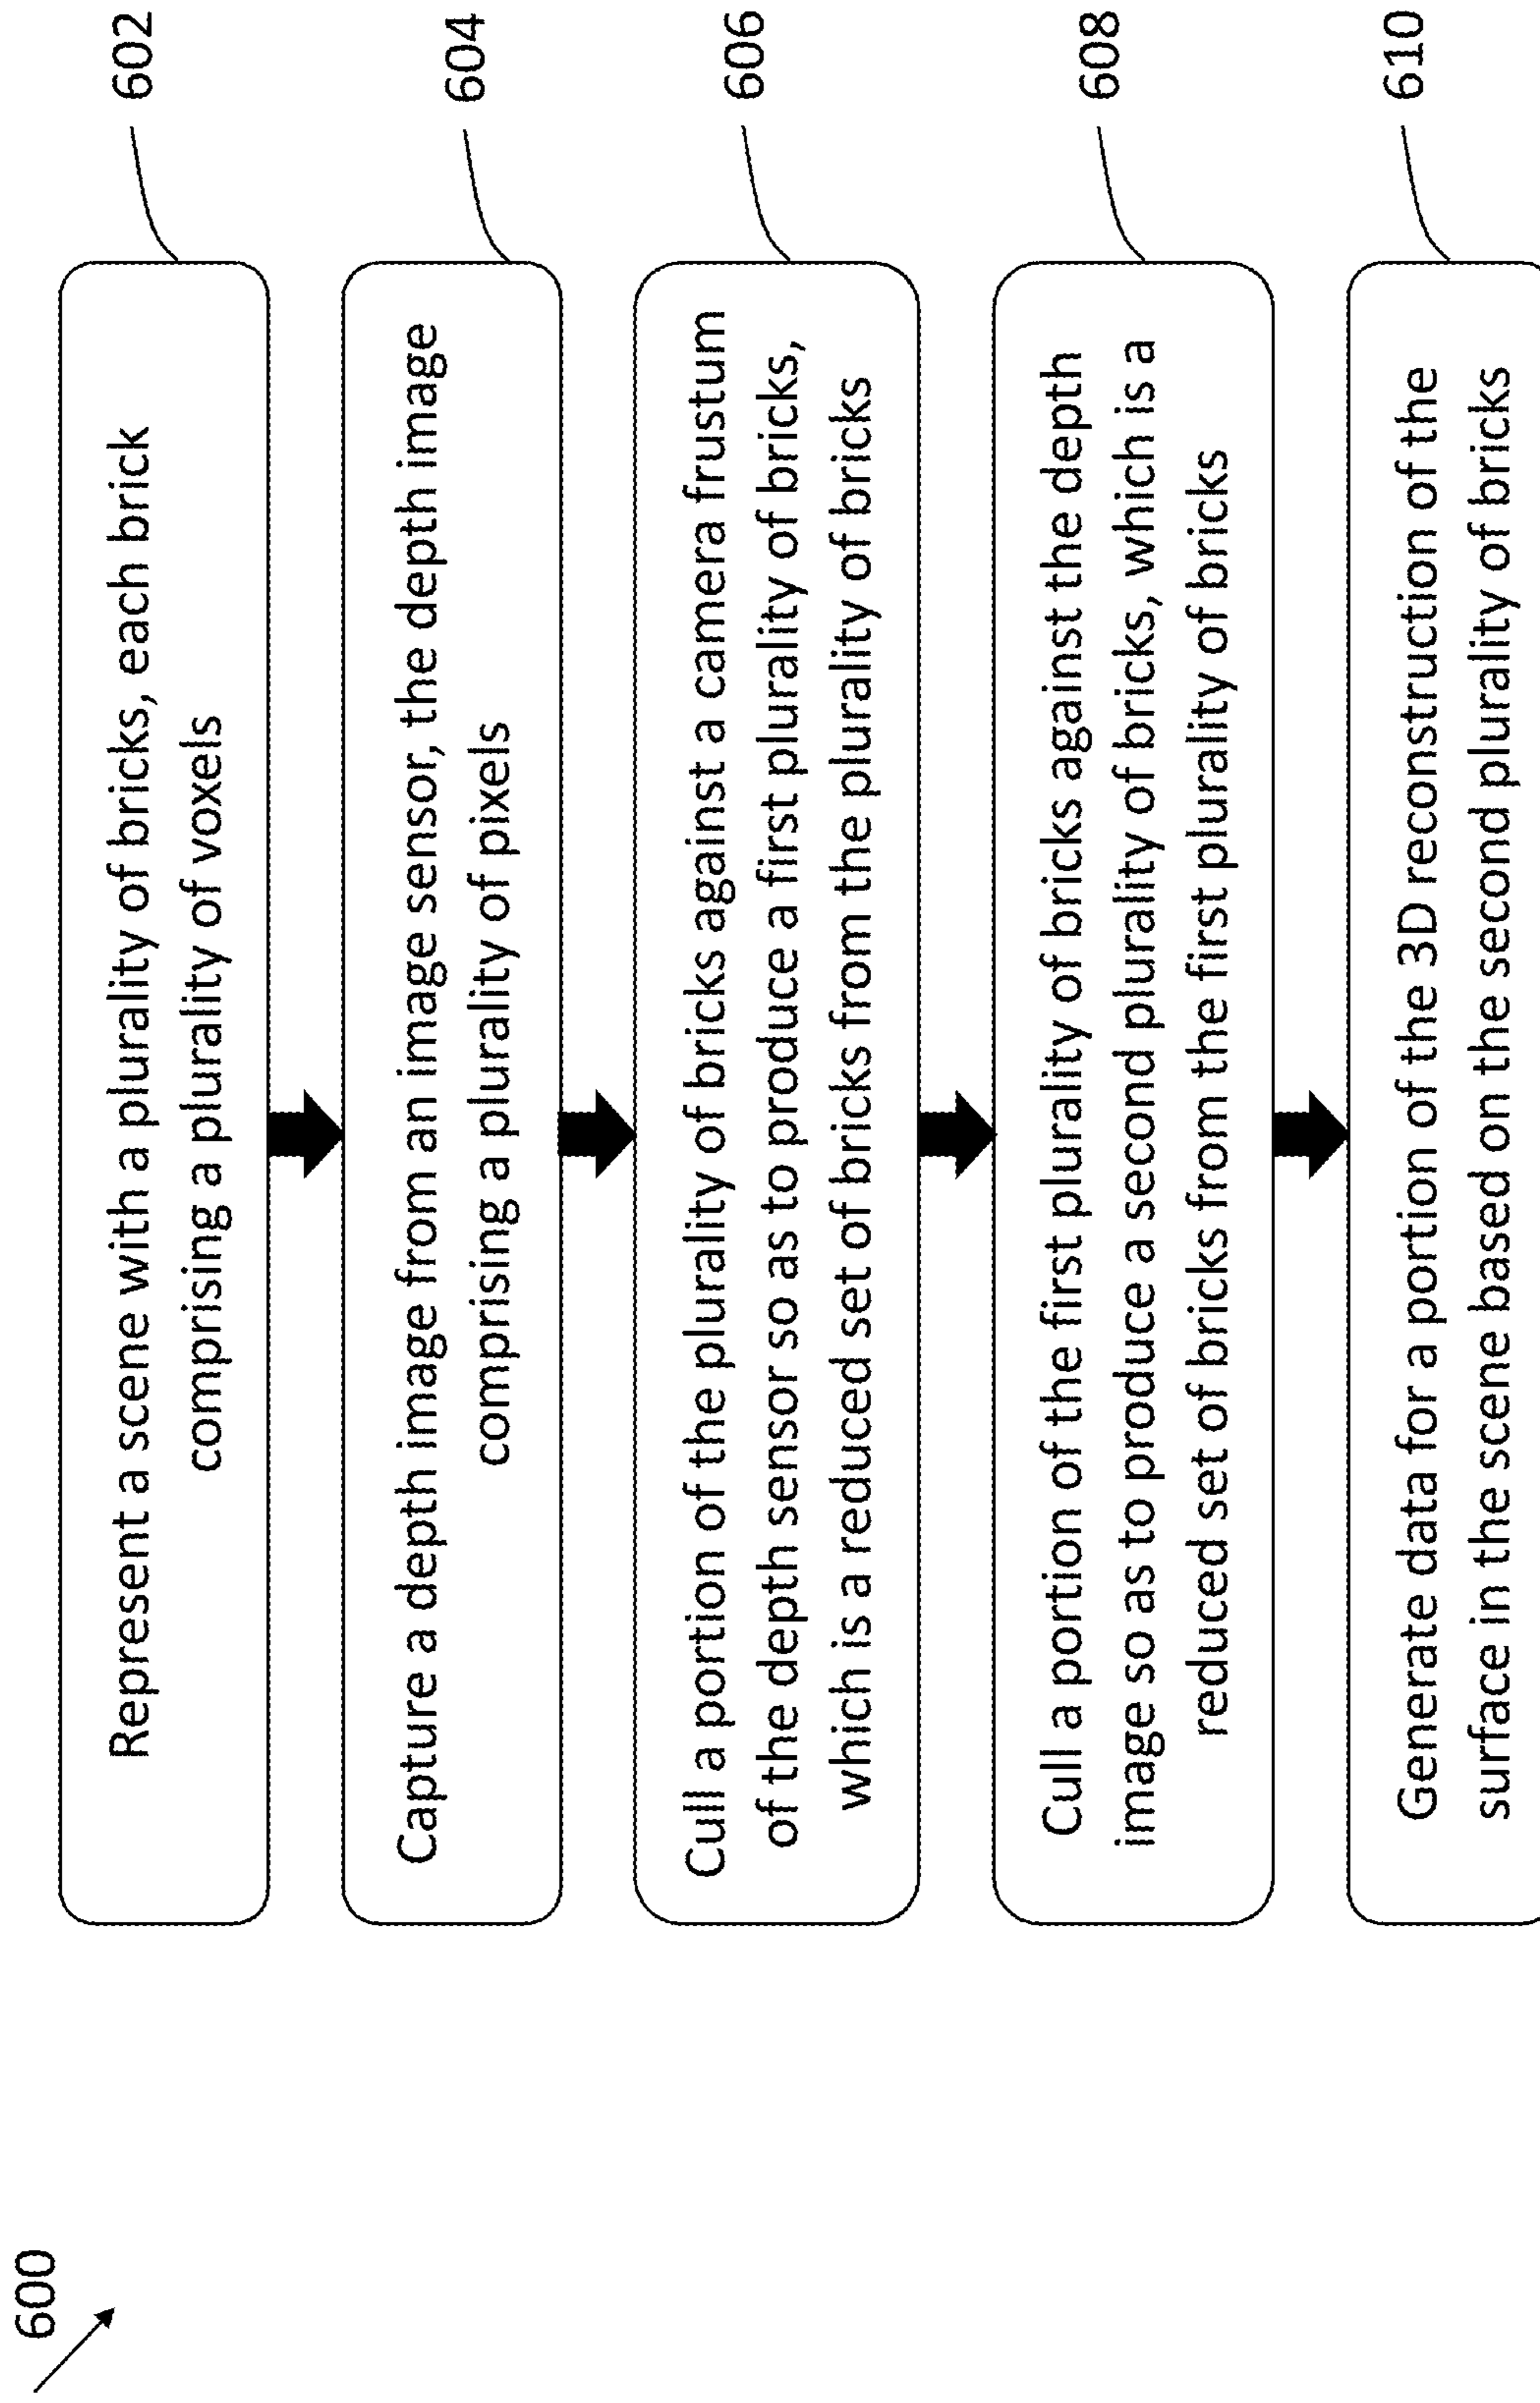 600
Represent a scene with a plurality of bricks, each brick
comprising a plurality of voxels
602
Capture a depth image from an image sensor, the depth image
comprising a plurality of pixels
604
Cull a portion of the plurality of bricks against a camera frustum
of the depth sensor so as to produce a first plurality of bricks,
which is a reduced set of bricks from the plurality of bricks
606
Cull a portion of the first plurality of bricks against the depth
image so as to produce a second plurality of bricks, which is a
reduced set of bricks from the first plurality of bricks
608
Generate data for a portion of the 3D reconstruction of the
surface in the scene based on the second plurality of bricks
610